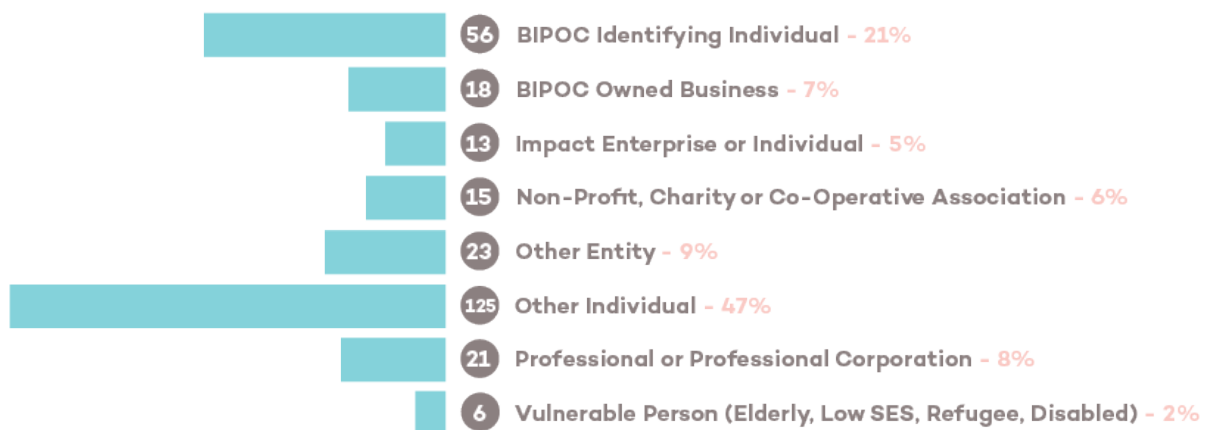 56 BIPOC Identifying Individual - 21%
18 BIPOC Owned Business - 7%
13 Impact Enterprise or Individual - 5%
15 Non-Profit, Charity or Co-Operative Association - 6%
23 Other Entity - 9%
125 Other Individual - 47%
21 Professional or Professional Corporation - 8%
6 Vulnerable Person (Elderly, Low SES, Refugee, Disabled) - 2%